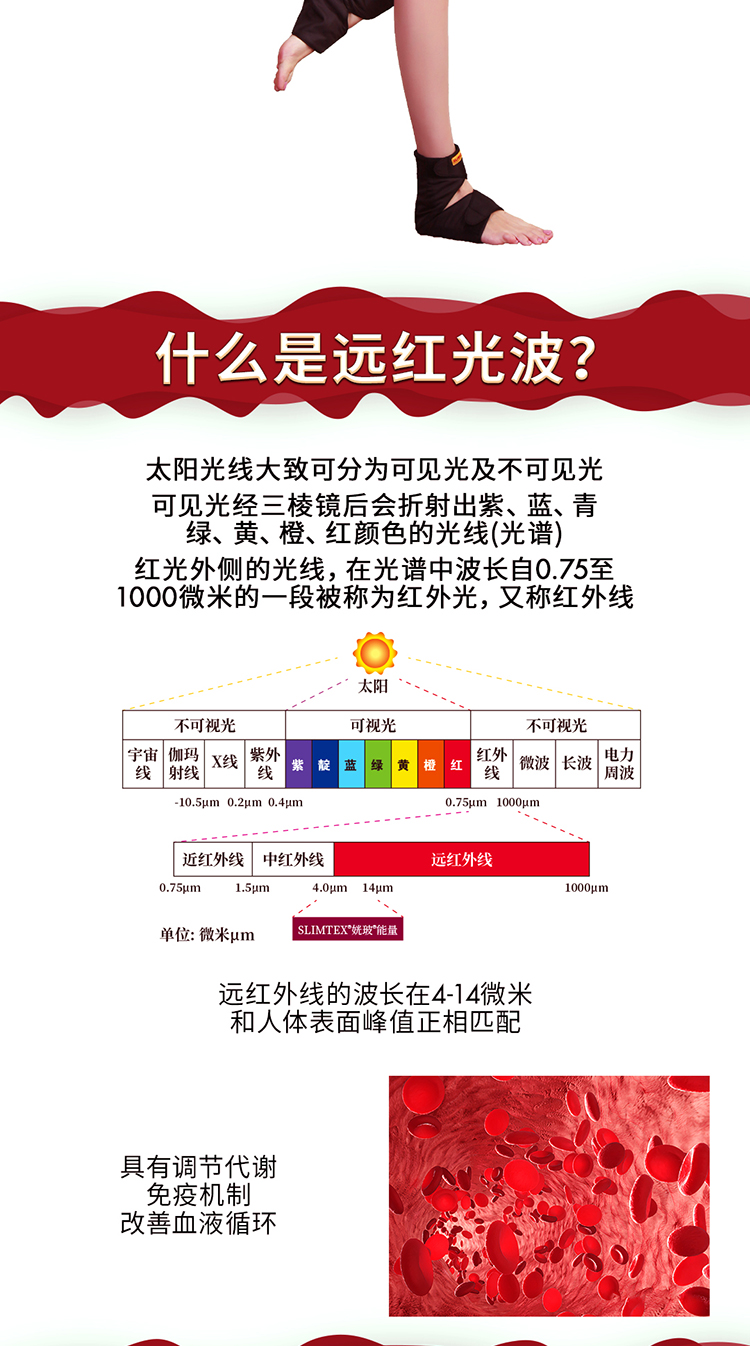 什么是远红光波?
太阳光线大致可分为可见光及不可见光
可见光经三棱镜后会折射出紫、蓝、青
绿、黄、橙、红颜色的光线(光谱)
红光外侧的光线,在光谱中波长自0.75至
1000微米的一段被称为红外光,又称红外线
太阳
不可视光 可视光 不可视光
宇宙线 伽玛射线 X线 紫外线 紫 靛 蓝 绿 黄 橙 红 红外线 微波 长波 电力周波
-10.5μm 0.2μm 0.4μm 0.75μm 1000μm
近红外线 中红外线 远红外线
0.75μm 1.5μm 4.0μm 14μm 1000μm
SLIMTEX®姯玻®能量
单位: 微米μm
远红外线的波长在4-14微米
和人体表面峰值正相匹配
具有调节代谢
免疫机制
改善血液循环